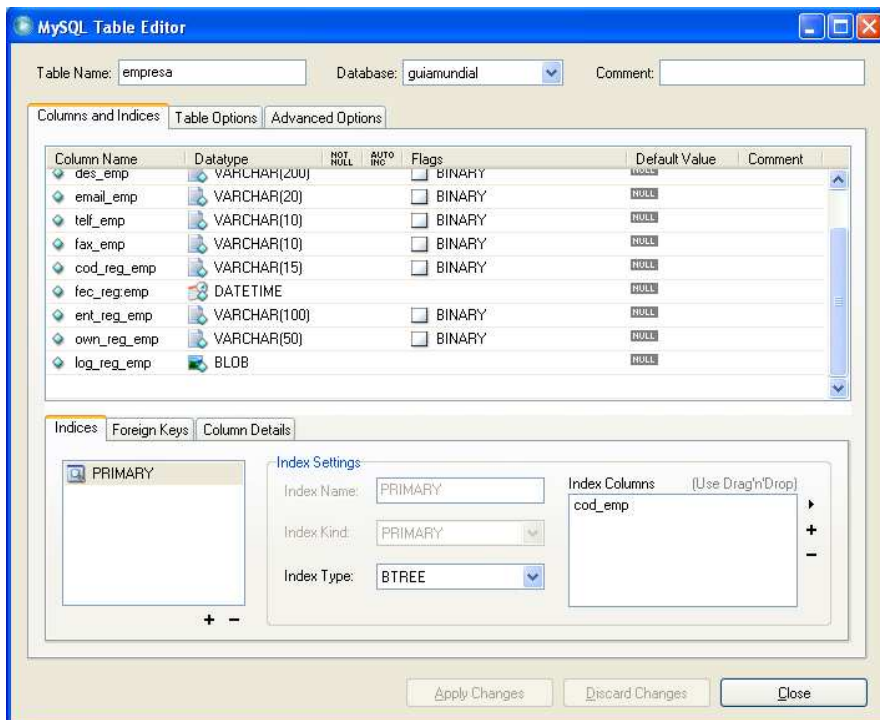 MySQL Table Editor
Table Name: empresa Database: guiamundial Comment:
Columns and Indices Table Options Advanced Options
Column Name Datatype NOT NULL AUTO INC Flags Default Value Comment
des_emp VARCHAR(200) BINARY NULL
email_emp VARCHAR(20) BINARY NULL
telf_emp VARCHAR(10) BINARY NULL
fax_emp VARCHAR(10) BINARY NULL
cod_reg_emp VARCHAR(15) BINARY NULL
fec_reg:emp DATETIME NULL
ent_reg_emp VARCHAR(100) BINARY NULL
own_reg_emp VARCHAR(50) BINARY NULL
log_reg_emp BLOB NULL
Indices Foreign Keys Column Details
PRIMARY
Index Settings
Index Name: PRIMARY
Index Kind: PRIMARY
Index Type: BTREE
Index Columns (Use Drag'n'Drop)
cod_emp
Apply Changes Discard Changes Close